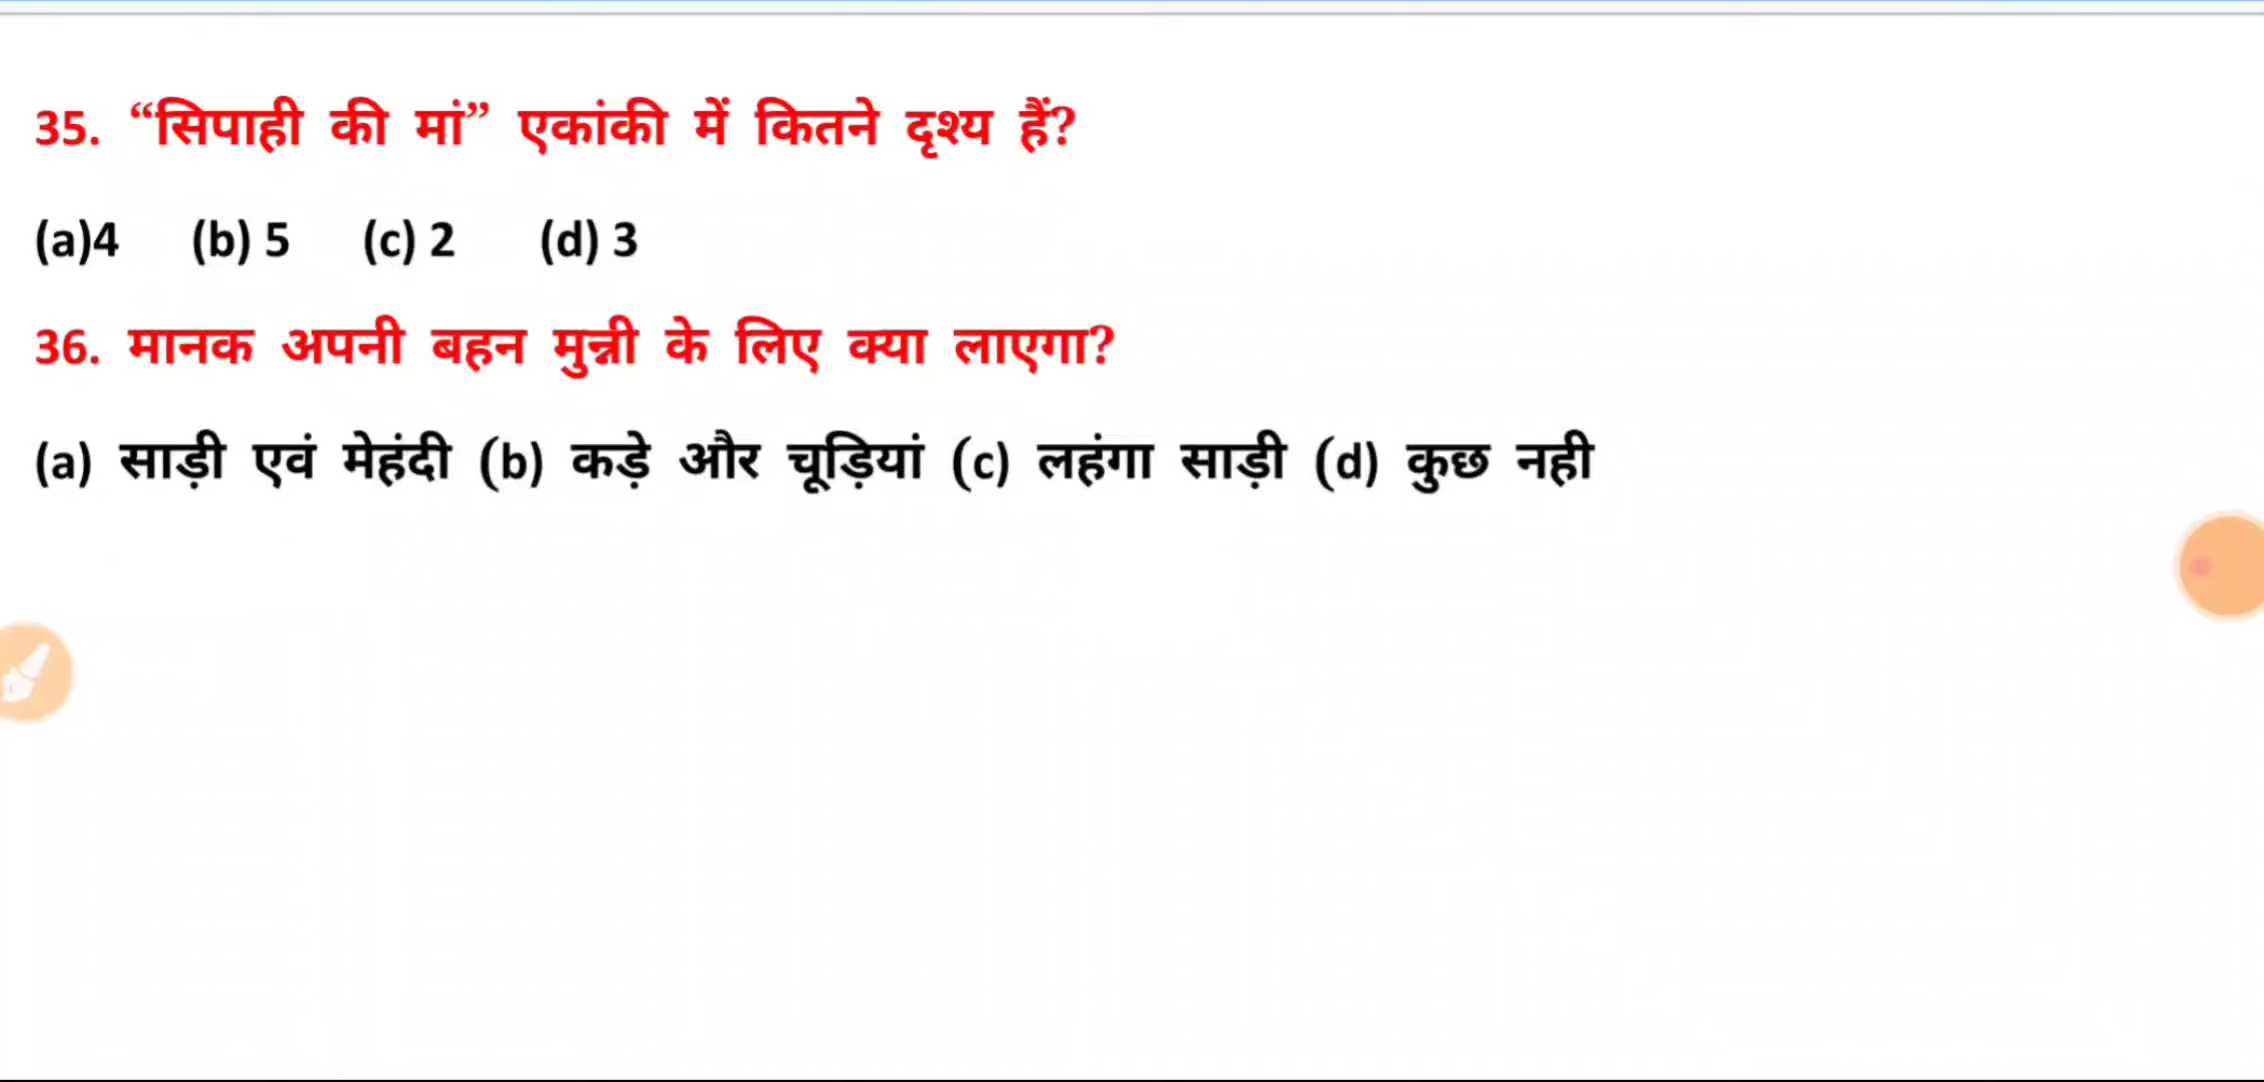 35. “सिपाही की मां” एकांकी में कितने दृश्य हैं?
(a)4 (b) 5 (c) 2 (d) 3
36. मानक अपनी बहन मुन्नी के लिए क्या लाएगा?
(a) साड़ी एवं मेहंदी (b) कड़े और चूड़ियां (c) लहंगा साड़ी (d) कुछ नही